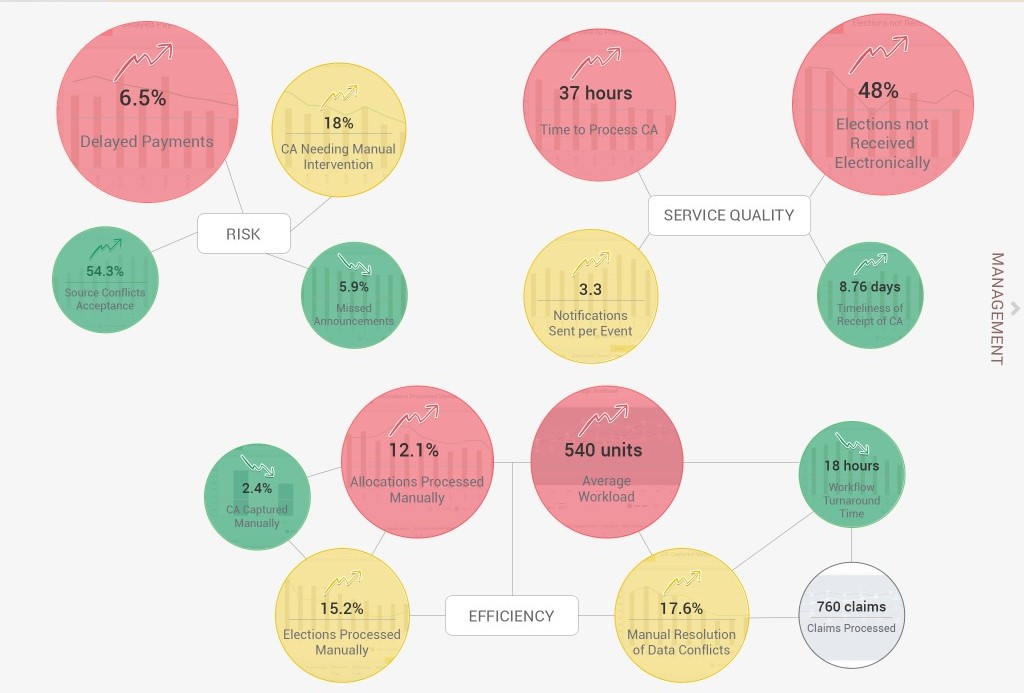 6.5%
Delayed Payments
18%
CA Needing Manual
Intervention
RISK
54.3%
Source Conflicts
Acceptance
5.9%
Missed
Announcements
37 hours
Time to Process CA
48%
Elections not
Received
Electronically
SERVICE QUALITY
3.3
Notifications
Sent per Event
8.76 days
Timeliness of
Receipt of CA
MANAGEMENT
2.4%
CA Captured
Manually
12.1%
Allocations Processed
Manually
540 units
Average
Workload
18 hours
Workflow
Turnaround
Time
15.2%
Elections Processed
Manually
EFFICIENCY
17.6%
Manual Resolution
of Data Conflicts
760 claims
Claims Processed